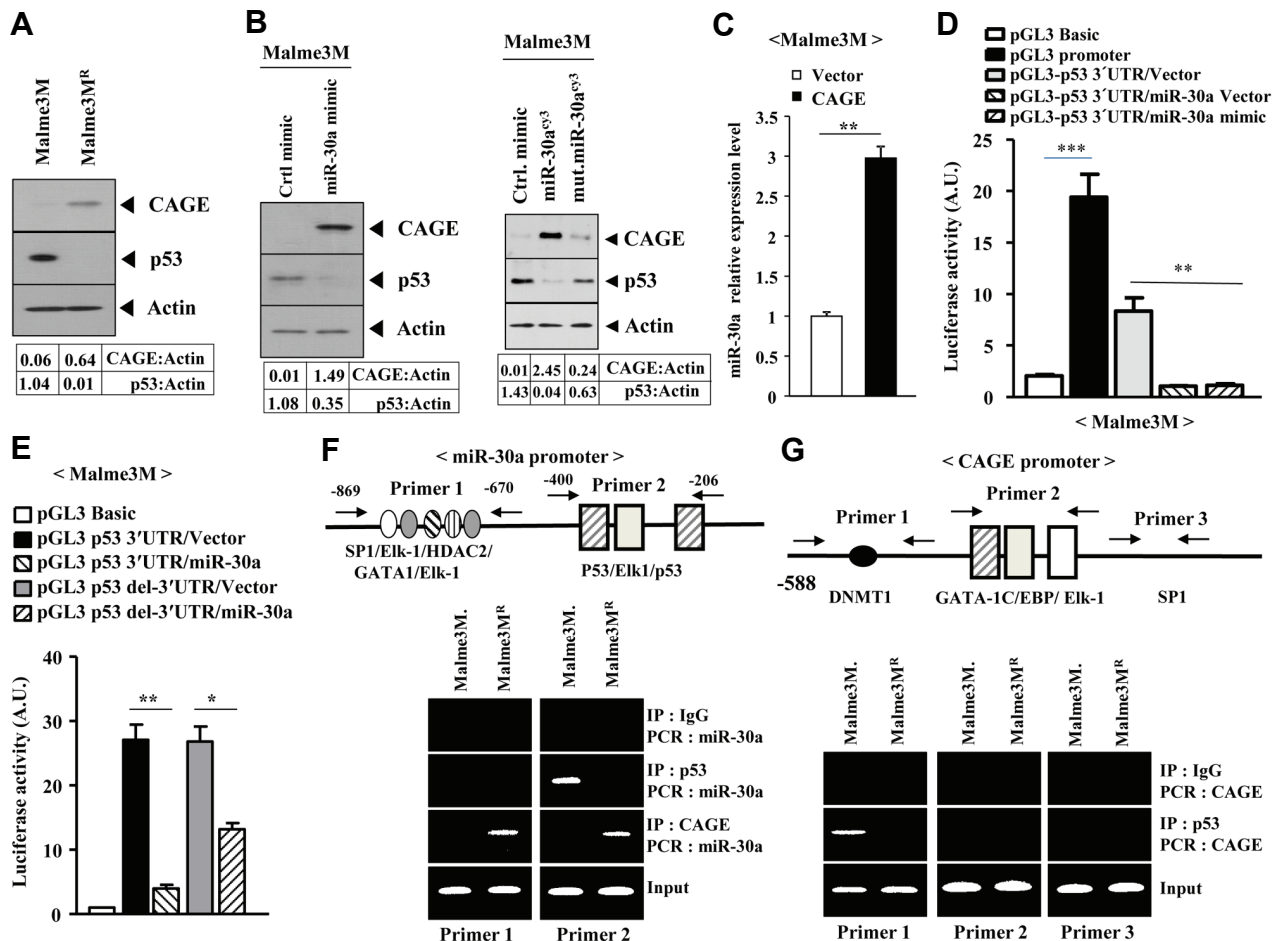 A
Malme3M
Malme3MR
CAGE
p53
Actin
0.06 0.64 CAGE:Actin
1.04 0.01 p53:Actin
B
Malme3M
Crtl mimic
miR-30a mimic
CAGE
p53
Actin
0.01 1.49 CAGE:Actin
1.08 0.35 p53:Actin
Malme3M
Ctrl. mimic
miR-30acy3
mut.miR-30acy3
CAGE
p53
Actin
0.01 2.45 0.24 CAGE:Actin
1.43 0.04 0.63 p53:Actin
C
<Malme3M >
Vector
CAGE
miR-30a relative expression level
3.5
3
2.5
2
1.5
1
0.5
0
**
D
pGL3 Basic
pGL3 promoter
pGL3-p53 3´UTR/Vector
pGL3-p53 3´UTR/miR-30a Vector
pGL3-p53 3´UTR/miR-30a mimic
Luciferase activity (A.U.)
25
20
15
10
5
0
***
**
< Malme3M >
E
< Malme3M >
pGL3 Basic
pGL3 p53 3′UTR/Vector
pGL3 p53 3′UTR/miR-30a
pGL3 p53 del-3′UTR/Vector
pGL3 p53 del-3′UTR/miR-30a
Luciferase activity (A.U.)
40
30
20
10
0
**
*
F
< miR-30a promoter >
-869 Primer 1 -670
-400 Primer 2 -206
SP1/Elk-1/HDAC2/
GATA1/Elk-1
P53/Elk1/p53
Malme3M.
Malme3MR
Malme3M.
Malme3MR
IP : IgG
PCR : miR-30a
IP : p53
PCR : miR-30a
IP : CAGE
PCR : miR-30a
Input
Primer 1 Primer 2
G
< CAGE promoter >
Primer 2
Primer 1
Primer 3
-588
DNMT1
GATA-1C/EBP/ Elk-1
SP1
Malme3M.
Malme3MR
Malme3M.
Malme3MR
Malme3M.
Malme3MR
IP : IgG
PCR : CAGE
IP : p53
PCR : CAGE
Input
Primer 1 Primer 2 Primer 3